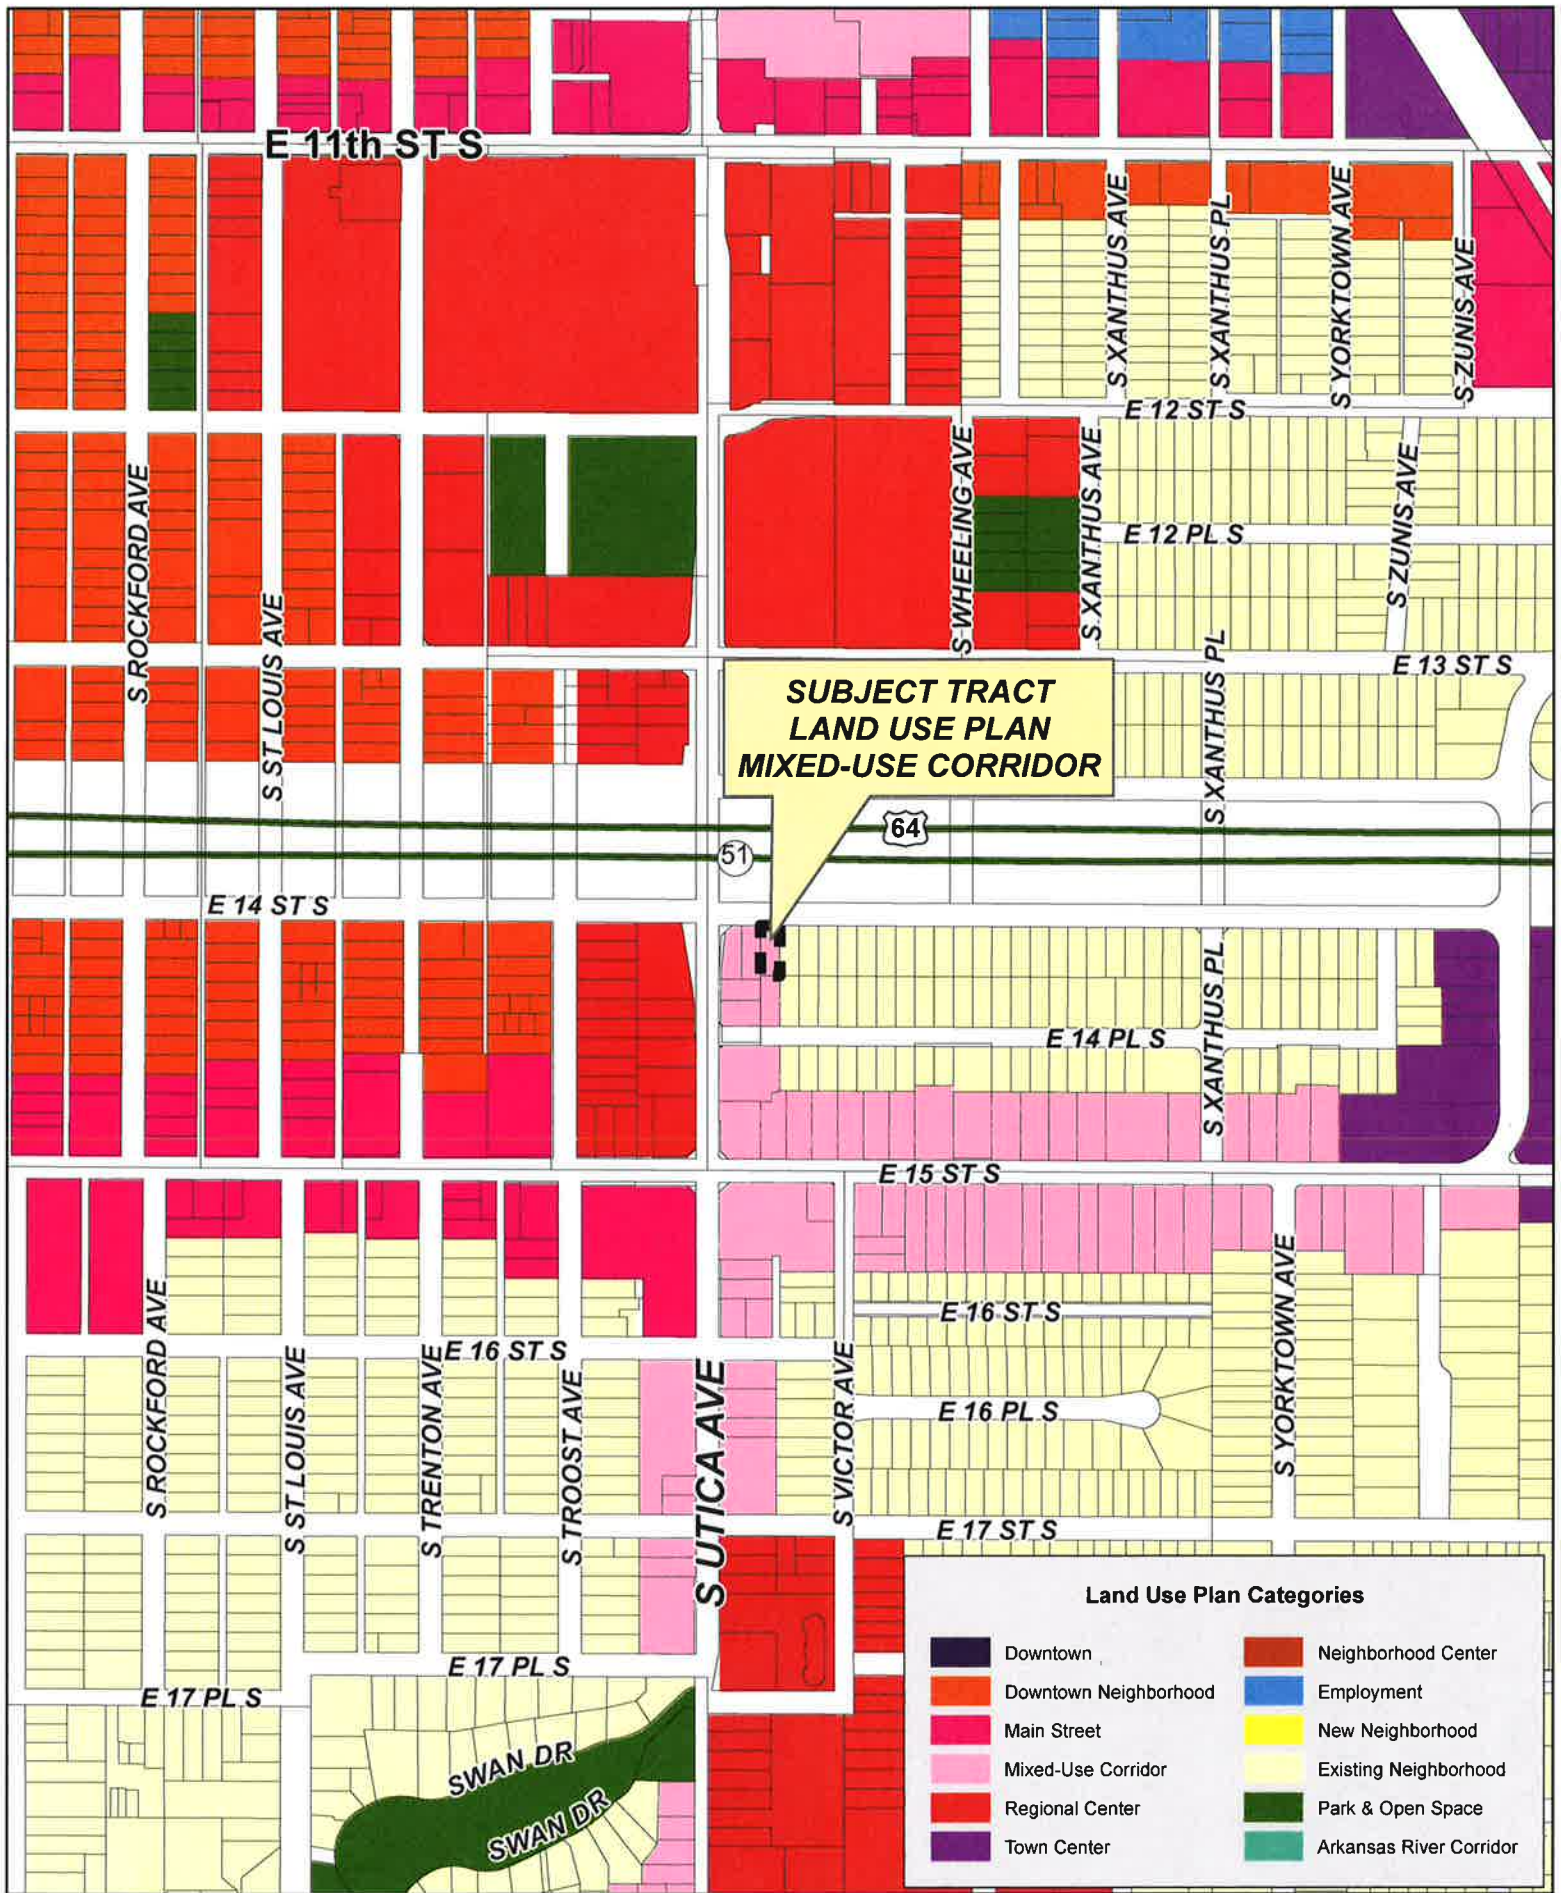 E 11th ST S
S XANTHUS AVE
S XANTHUS PL
S YORKTOWN AVE
S ZUNIS AVE
E 12 ST S
S ROCKFORD AVE
S ST LOUIS AVE
S WHEELING AVE
S XANTHUS AVE
E 12 PL S
S ZUNIS AVE
E 13 ST S
S XANTHUS PL
SUBJECT TRACT
LAND USE PLAN
MIXED-USE CORRIDOR
64
51
E 14 ST S
E 14 PL S
S XANTHUS PL
E 15 ST S
S ROCKFORD AVE
S ST LOUIS AVE
S TRENTON AVE
E 16 ST S
S TROOST AVE
S UTICA AVE
S VICTOR AVE
E 16 ST S
E 16 PL S
S YORKTOWN AVE
E 17 ST S
E 17 PL S
E 17 PL S
SWAN DR
SWAN DR
Land Use Plan Categories
Downtown
Downtown Neighborhood
Main Street
Mixed-Use Corridor
Regional Center
Town Center
Neighborhood Center
Employment
New Neighborhood
Existing Neighborhood
Park & Open Space
Arkansas River Corridor